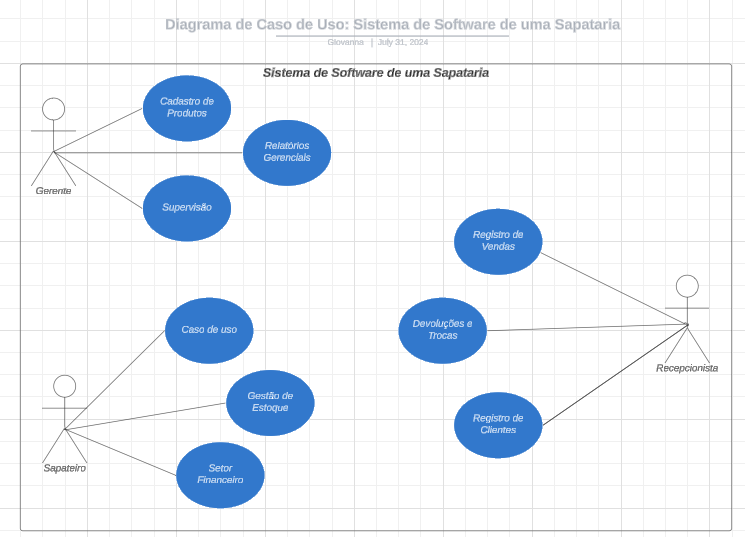 Diagrama de Caso de Uso: Sistema de Software de uma Sapataria
Giovanna | July 31, 2024
Sistema de Software de uma Sapataria
Cadastro de
Produtos
Relatórios
Gerenciais
Gerente
Supervisão
Registro de
Vendas
Caso de uso
Devoluções e
Trocas
Recepcionista
Gestão de
Estoque
Registro de
Clientes
Sapateiro
Setor
Financeiro